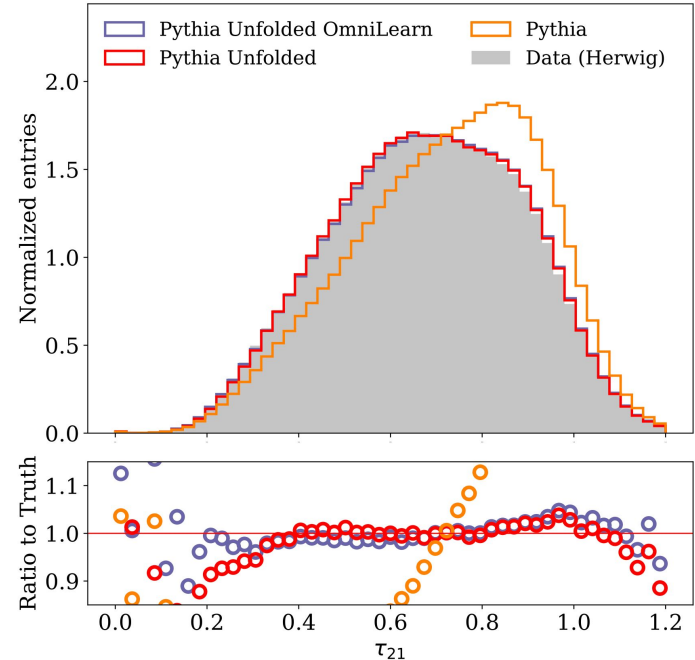 Pythia Unfolded OmniLearn
Pythia Unfolded
Pythia
Data (Herwig)
Normalized entries
2.0
1.5
1.0
0.5
0.0
Ratio to Truth
1.1
1.0
0.9
0.0 0.2 0.4 0.6 0.8 1.0 1.2
τ21